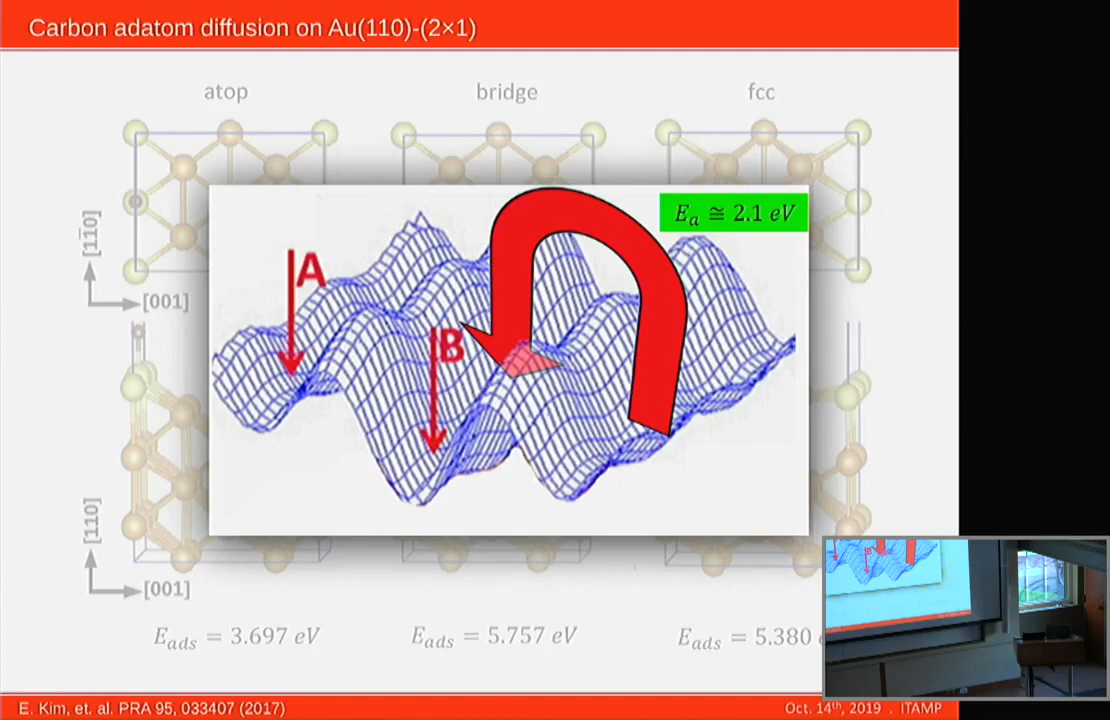 Carbon adatom diffusion on Au(110)-(2×1)
atop
bridge
fcc
E_a ≅ 2.1 eV
A
B
[11̅0]
[001]
[110]
[001]
E_ads = 3.697 eV
E_ads = 5.757 eV
E_ads = 5.380
E. Kim, et. al. PRA 95, 033407 (2017)
Oct. 14th, 2019 . ITAMP